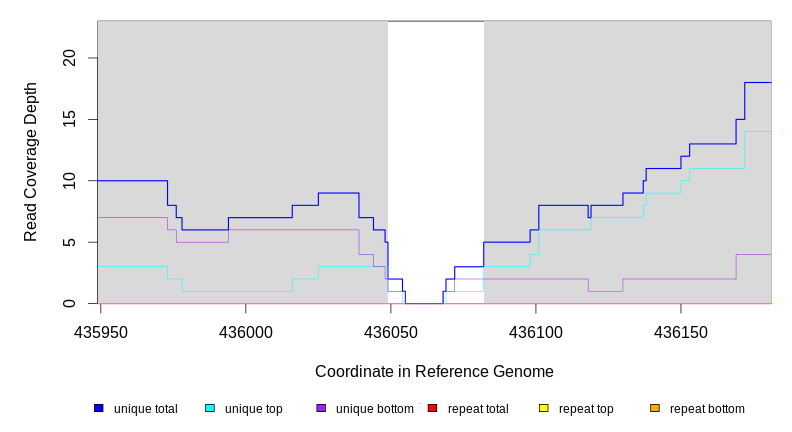 Read Coverage Depth
20
15
10
5
0
435950 436000 436050 436100 436150
Coordinate in Reference Genome
unique total unique top unique bottom repeat total repeat top repeat bottom